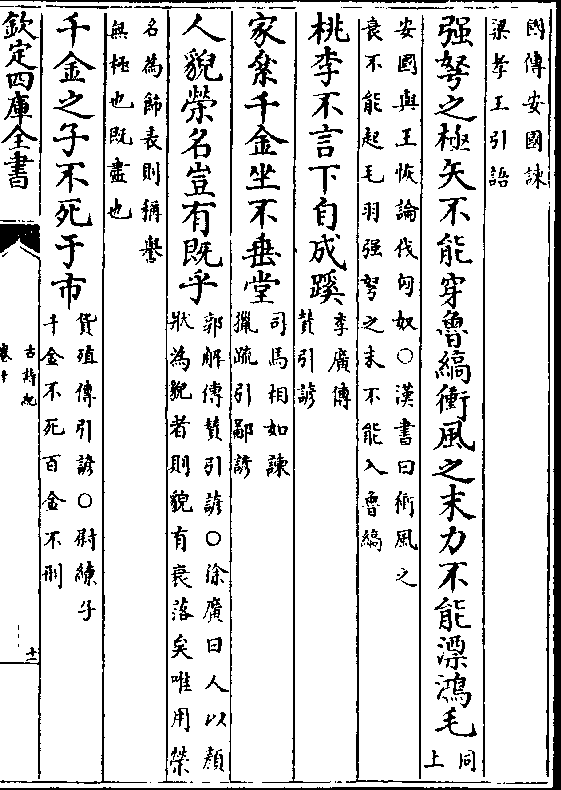 國傳安國諫
梁孝王引語
强弩之極矢不能穿魯縞衝風之末力不能漂鴻毛同
上
安國與王恢論伐匈奴○漢書曰衝風之
衰不能起毛羽强弩之末不能入魯縞
桃李不言下自成蹊李廣傳
賛引諺
家絫千金坐不垂堂司馬相如諫
獵疏引鄙諺
人貌榮名豈有既乎郭解傳賛引諺○徐廣曰人以顏
狀為貌者則貌有衰落矣唯用榮
名為飾表則稱譽
無極也既盡也
千金之子不死于市貨殖傳引諺○尉繚子
千金不死百金不刑
欽定四庫全書
古詩紀
卷十
十二